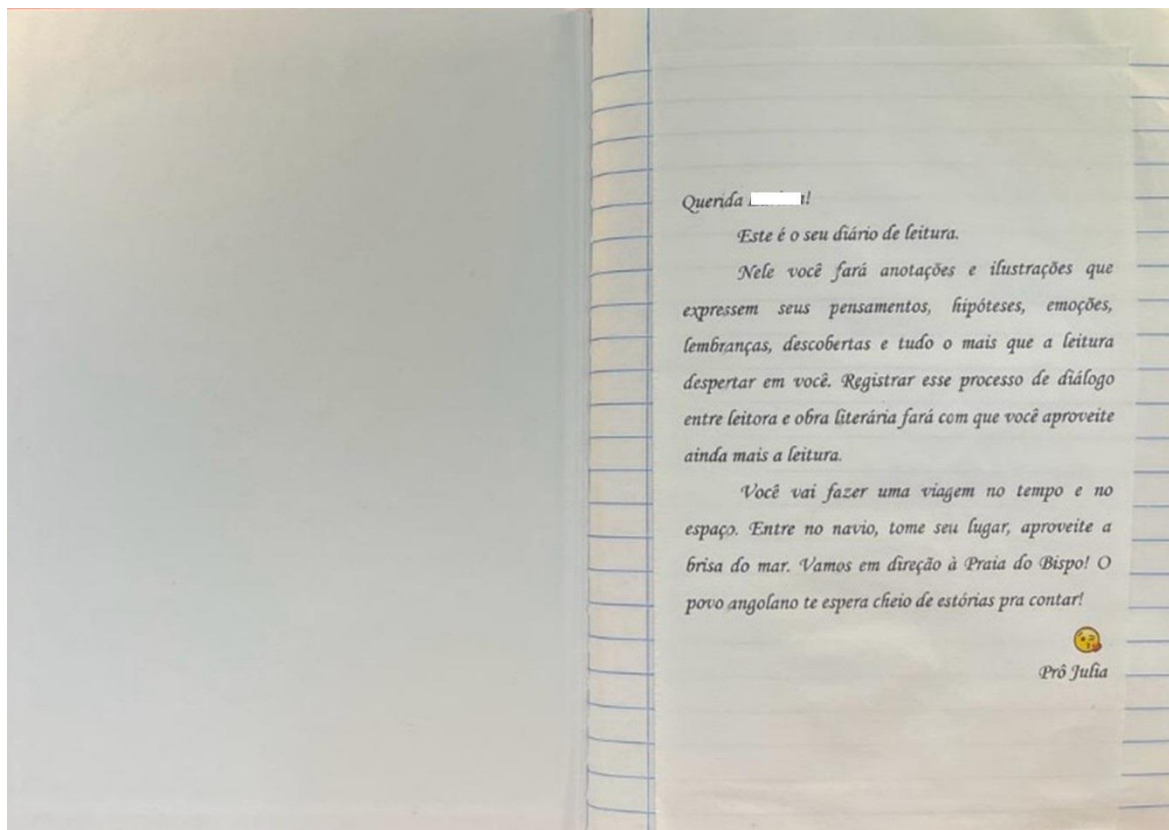 Querida !
Este é o seu diário de leitura.
Nele você fará anotações e ilustrações que
expressem seus pensamentos, hipóteses, emoções,
lembranças, descobertas e tudo o mais que a leitura
despertar em você. Registrar esse processo de diálogo
entre leitora e obra literária fará com que você aproveite
ainda mais a leitura.
Você vai fazer uma viagem no tempo e no
espaço. Entre no navio, tome seu lugar, aproveite a
brisa do mar. Vamos em direção à Praia do Bispo! O
povo angolano te espera cheio de estórias pra contar!
😘
Prô Julia